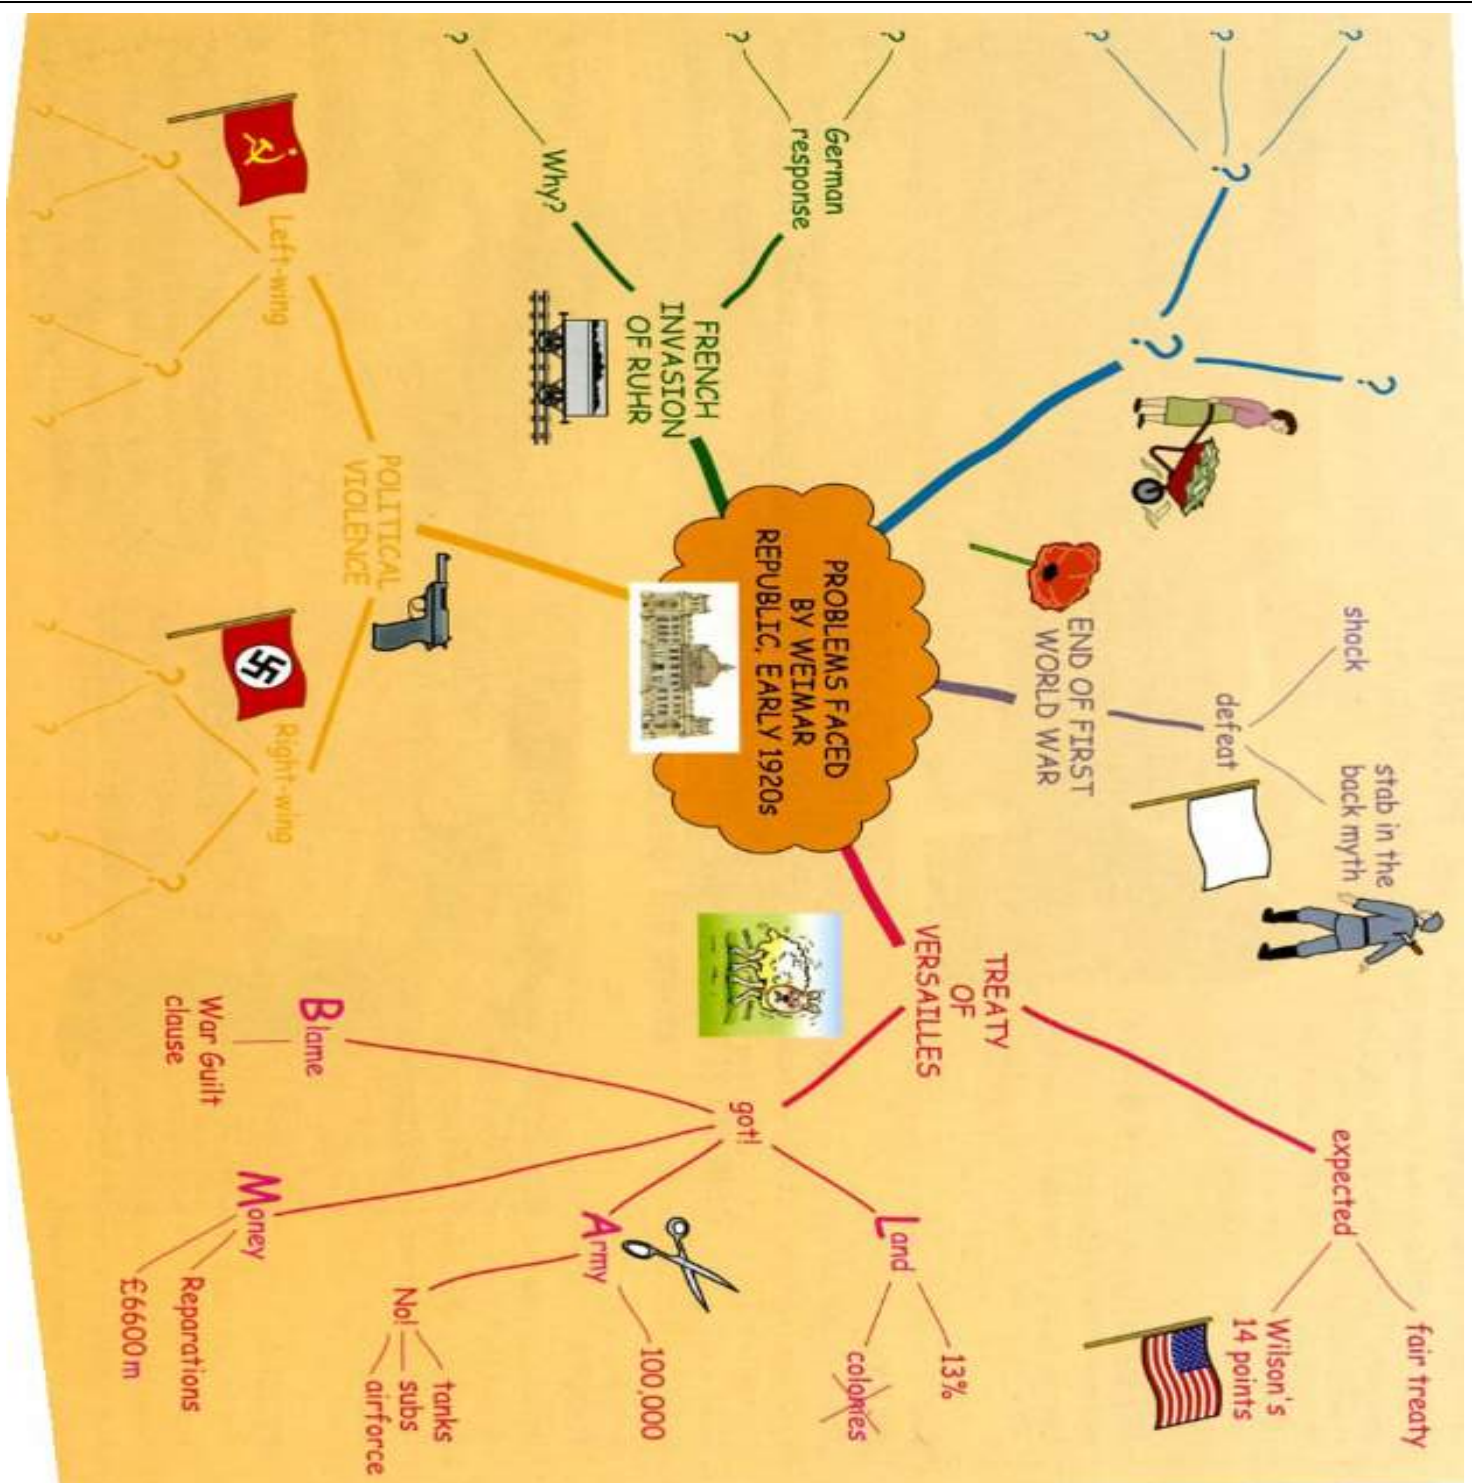 PROBLEMS FACED
BY WEIMAR
REPUBLIC, EARLY 1920s
END OF FIRST
WORLD WAR
defeat
shock
stab in the
back myth
TREATY
OF
VERSAILLES
expected
fair treaty
Wilson's
14 points
got!
Land
13%
colonies
Army
100,000
No!
tanks
subs
airforce
Money
Reparations
£6600m
Blame
War Guilt
clause
POLITICAL
VIOLENCE
Right-wing
?
?
?
?
?
?
Left-wing
?
?
?
?
?
?
FRENCH
INVASION
OF RUHR
Why?
?
German
response
?
?
?
?
?
?
?
?